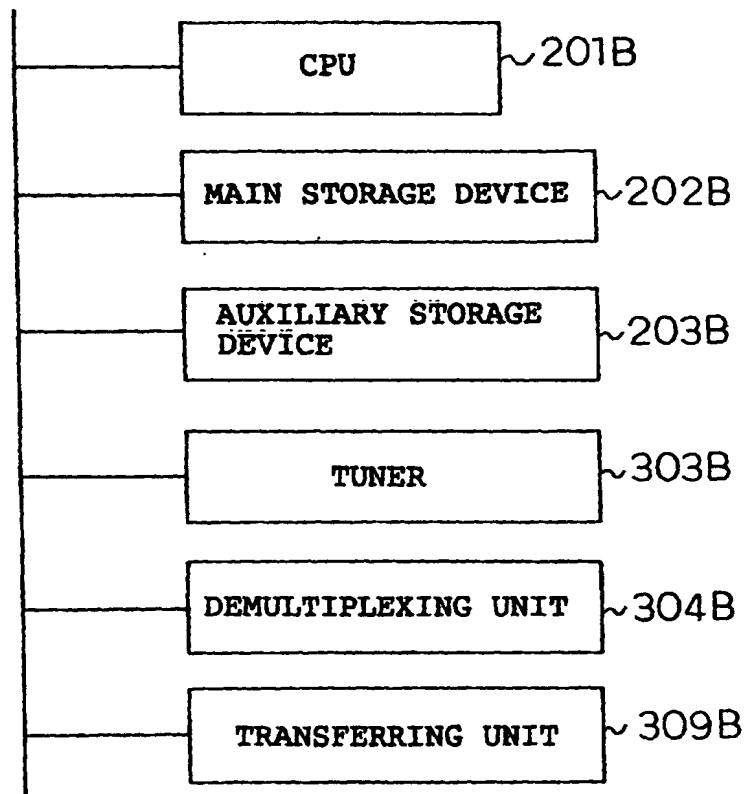 CPU 201B
MAIN STORAGE DEVICE 202B
AUXILIARY STORAGE
DEVICE 203B
TUNER 303B
DEMULTIPLEXING UNIT 304B
TRANSFERRING UNIT 309B